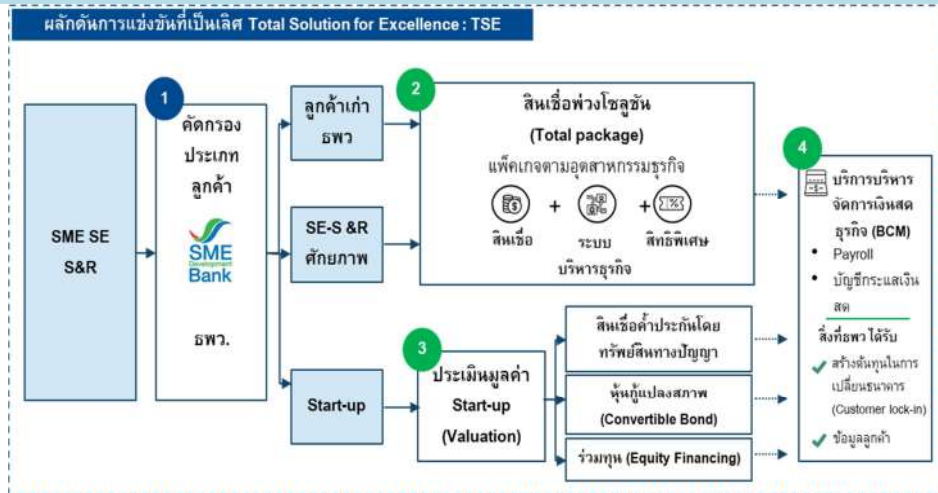 ผลักดันการแข่งขันที่เป็นเลิศ Total Solution for Excellence : TSE
SME SE
S&R
1
คัดกรอง
ประเภท
ลูกค้า
SME
Development
Bank
ธพว.
ลูกค้าเก่า
ธพว
SE-S &R
ศักยภาพ
Start-up
2
สินเชื่อพ่วงโซลูชัน
(Total package)
แพ็คเกจตามอุตสาหกรรมธุรกิจ
+ +
สินเชื่อ ระบบ สิทธิพิเศษ
บริหารธุรกิจ
3
ประเมินมูลค่า
Start-up
(Valuation)
สินเชื่อค้ำประกันโดย
ทรัพย์สินทางปัญญา
หุ้นกู้แปลงสภาพ
(Convertible Bond)
ร่วมทุน (Equity Financing)
4
บริการบริหาร
จัดการเงินสด
ธุรกิจ (BCM)
• Payroll
• บัญชีกระแสเงิน
สด
สิ่งที่ธพว ได้รับ
✓ สร้างต้นทุนในการ
เปลี่ยนธนาคาร
(Customer lock-in)
✓ ข้อมูลลูกค้า